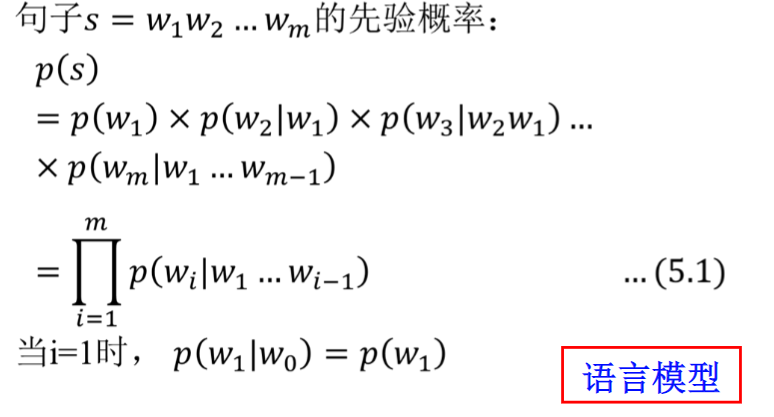 句子s = w₁w₂ … wₘ的先验概率：
p(s)
= p(w₁) × p(w₂|w₁) × p(w₃|w₂w₁) …
× p(wₘ|w₁ … wₘ₋₁)
m
= ∏ p(wᵢ|w₁ … wᵢ₋₁) … (5.1)
i=1
当i=1时， p(w₁|w₀) = p(w₁)
语言模型